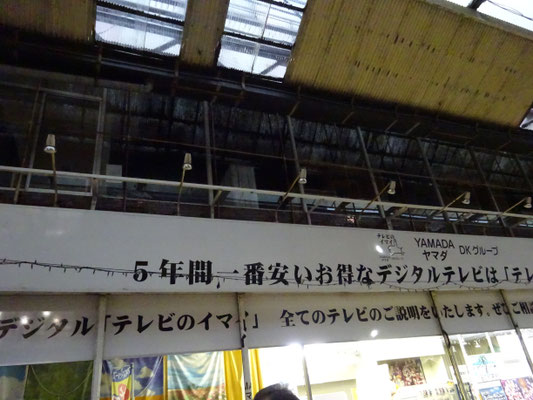 テレビの
イマイ
YAMADA
ヤマダ
DKグループ
5年間一番安いお得なデジタルテレビは「テレ
デジタル「テレビのイマイ」 全てのテレビのご説明をいたします。ぜひご相